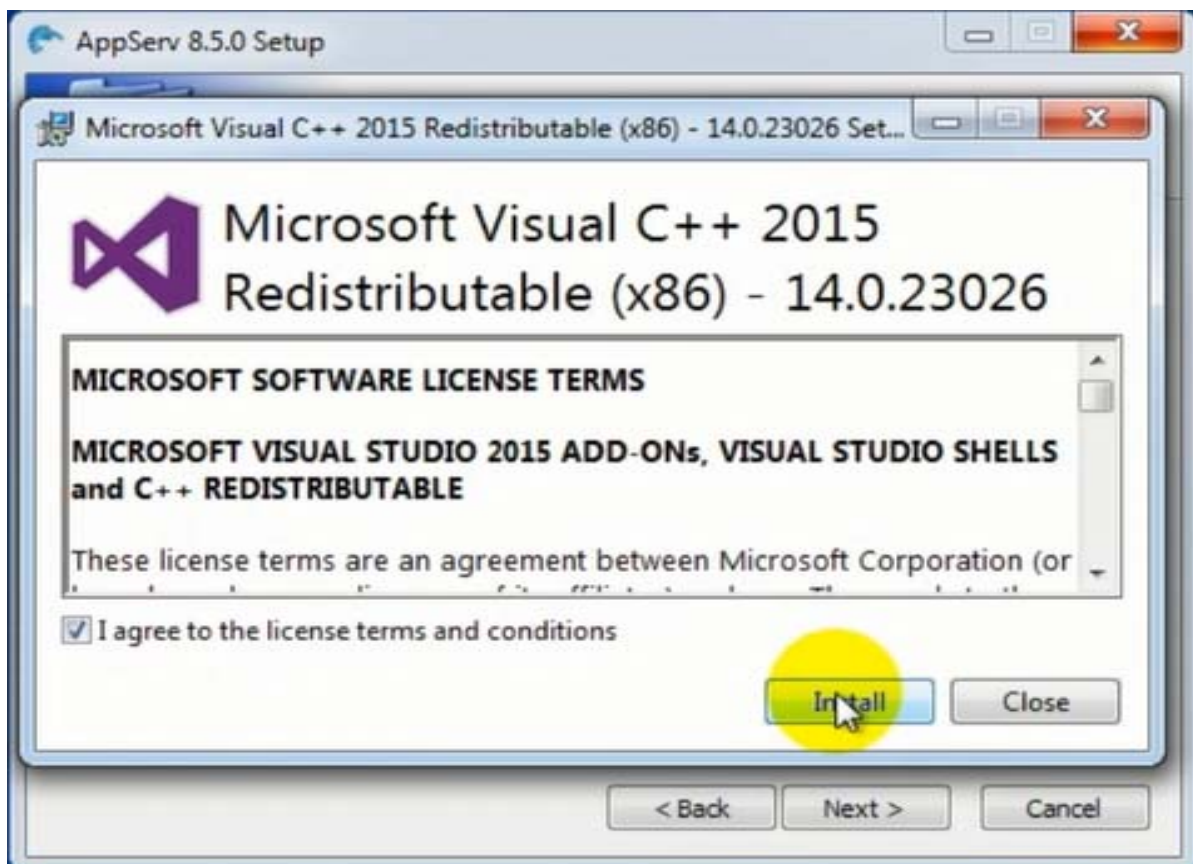 AppServ 8.5.0 Setup
Microsoft Visual C++ 2015 Redistributable (x86) - 14.0.23026 Set...
Microsoft Visual C++ 2015
Redistributable (x86) - 14.0.23026
MICROSOFT SOFTWARE LICENSE TERMS
MICROSOFT VISUAL STUDIO 2015 ADD-ONs, VISUAL STUDIO SHELLS
and C++ REDISTRIBUTABLE
These license terms are an agreement between Microsoft Corporation (or
I agree to the license terms and conditions
Install Close
< Back Next > Cancel